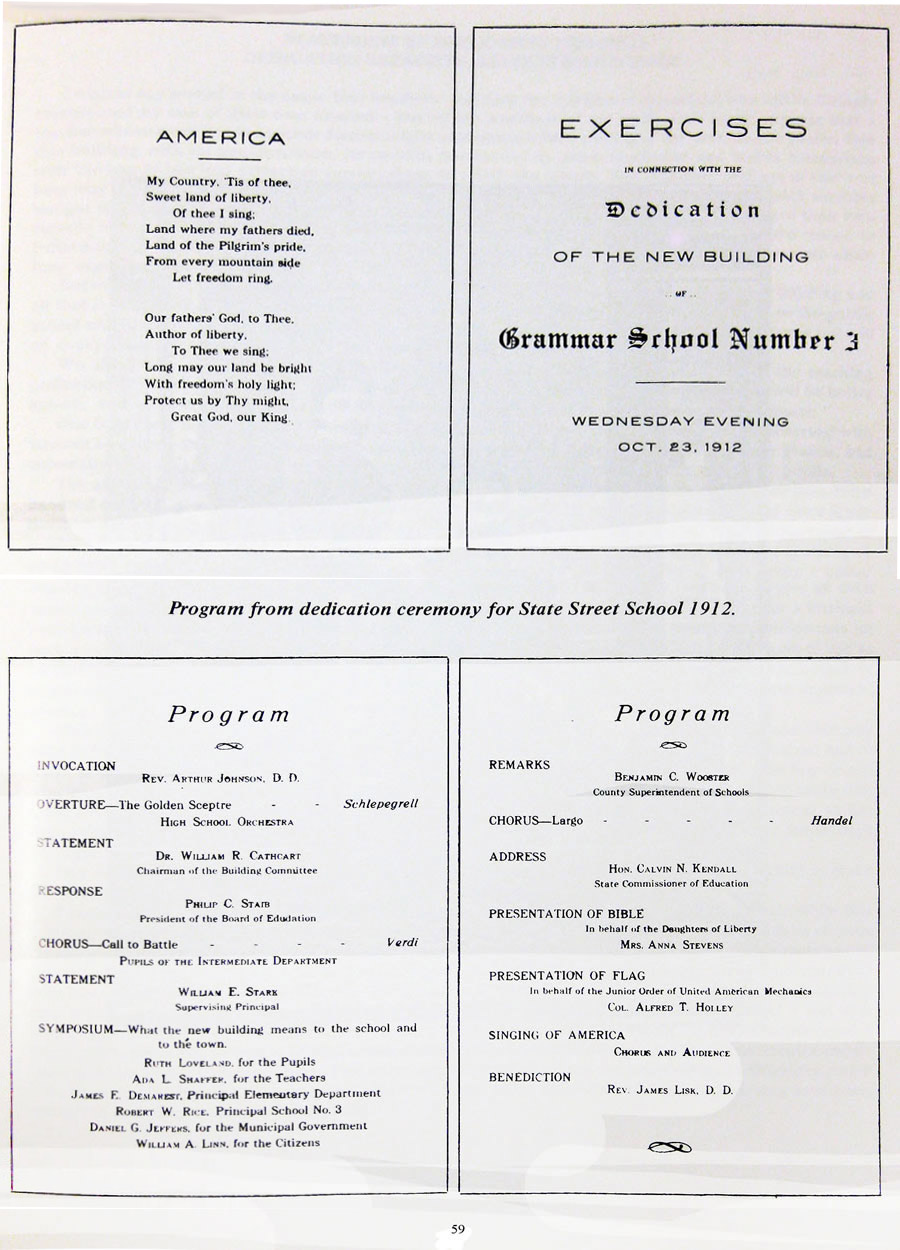 AMERICA
My Country, 'Tis of thee,
Sweet land of liberty,
Of thee I sing;
Land where my fathers died,
Land of the Pilgrim's pride,
From every mountain side
Let freedom ring.
Our fathers' God, to Thee,
Author of liberty,
To Thee we sing;
Long may our land be bright
With freedom's holy light;
Protect us by Thy might,
Great God, our King.
EXERCISES
IN CONNECTION WITH THE
Dedication
OF THE NEW BUILDING
.. OF ..
Grammar School Number 3
WEDNESDAY EVENING
OCT. 23, 1912
Program from dedication ceremony for State Street School 1912.
Program
INVOCATION
REV. ARTHUR JOHNSON, D. D.
OVERTURE—The Golden Sceptre - - Schlepegrell
HIGH SCHOOL ORCHESTRA
STATEMENT
DR. WILLIAM R. CATHCART
Chairman of the Building Committee
RESPONSE
PHILIP C. STAIB
President of the Board of Edudation
CHORUS—Call to Battle - - - - Verdi
PUPILS OF THE INTERMEDIATE DEPARTMENT
STATEMENT
WILLIAM E. STARK
Supervising Principal
SYMPOSIUM—What the new building means to the school and
to the town.
RUTH LOVELAND, for the Pupils
ADA L. SHAFFER, for the Teachers
JAMES E. DEMAREST, Principal Elementary Department
ROBERT W. RICE, Principal School No. 3
DANIEL G. JEFFERS, for the Municipal Government
WILLIAM A. LINN, for the Citizens
Program
REMARKS
BENJAMIN C. WOOSTER
County Superintendent of Schools
CHORUS—Largo - - - - - Handel
ADDRESS
HON. CALVIN N. KENDALL
State Commissioner of Education
PRESENTATION OF BIBLE
In behalf of the Daughters of Liberty
MRS. ANNA STEVENS
PRESENTATION OF FLAG
In behalf of the Junior Order of United American Mechanics
COL. ALFRED T. HOLLEY
SINGING OF AMERICA
CHORUS AND AUDIENCE
BENEDICTION
REV. JAMES LISK, D. D.
59